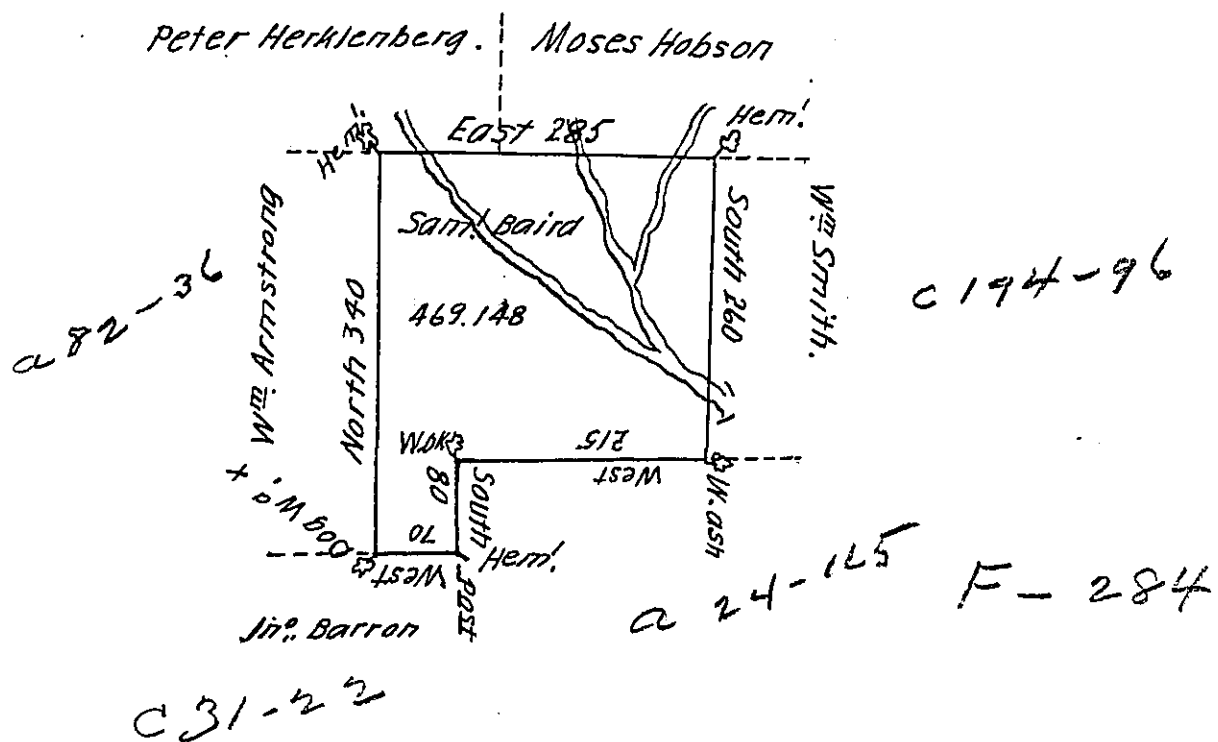 Peter Herklenberg. Moses Hobson
Hem!
East 285
Hem!
Wm Armstrong
North 340
Sam! Baird
469.148
South 260
Wm Smith.
a 82-36
C 194-96
W.OK
215
West
80
South
W. ash
Dog Wo. x
70
West
Hem!
Post
Jno. Barron
a 24-125
F - 284
C 31-22